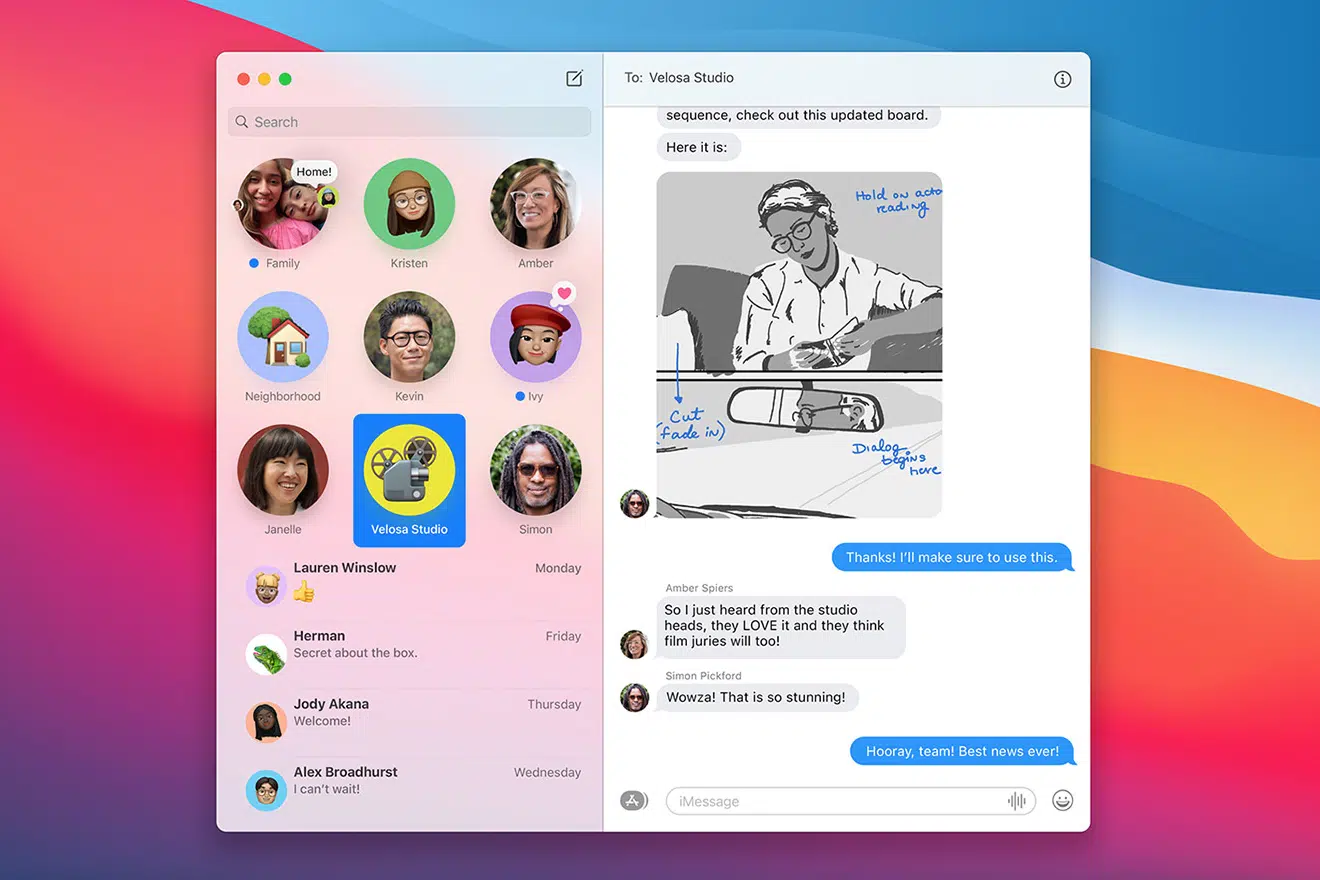 Search
Home!
Family
Kristen
Amber
Neighborhood
Kevin
Ivy
Janelle
Velosa Studio
Simon
Lauren Winslow
Monday
👍
Herman
Friday
Secret about the box.
Jody Akana
Thursday
Welcome!
Alex Broadhurst
Wednesday
I can’t wait!
To: Velosa Studio
sequence, check out this updated board.
Here it is:
Hold on acto
reading
Cut
(fade in)
Dialog
begins
here
Thanks! I’ll make sure to use this.
Amber Spiers
So I just heard from the studio
heads, they LOVE it and they think
film juries will too!
Simon Pickford
Wowza! That is so stunning!
Hooray, team! Best news ever!
iMessage